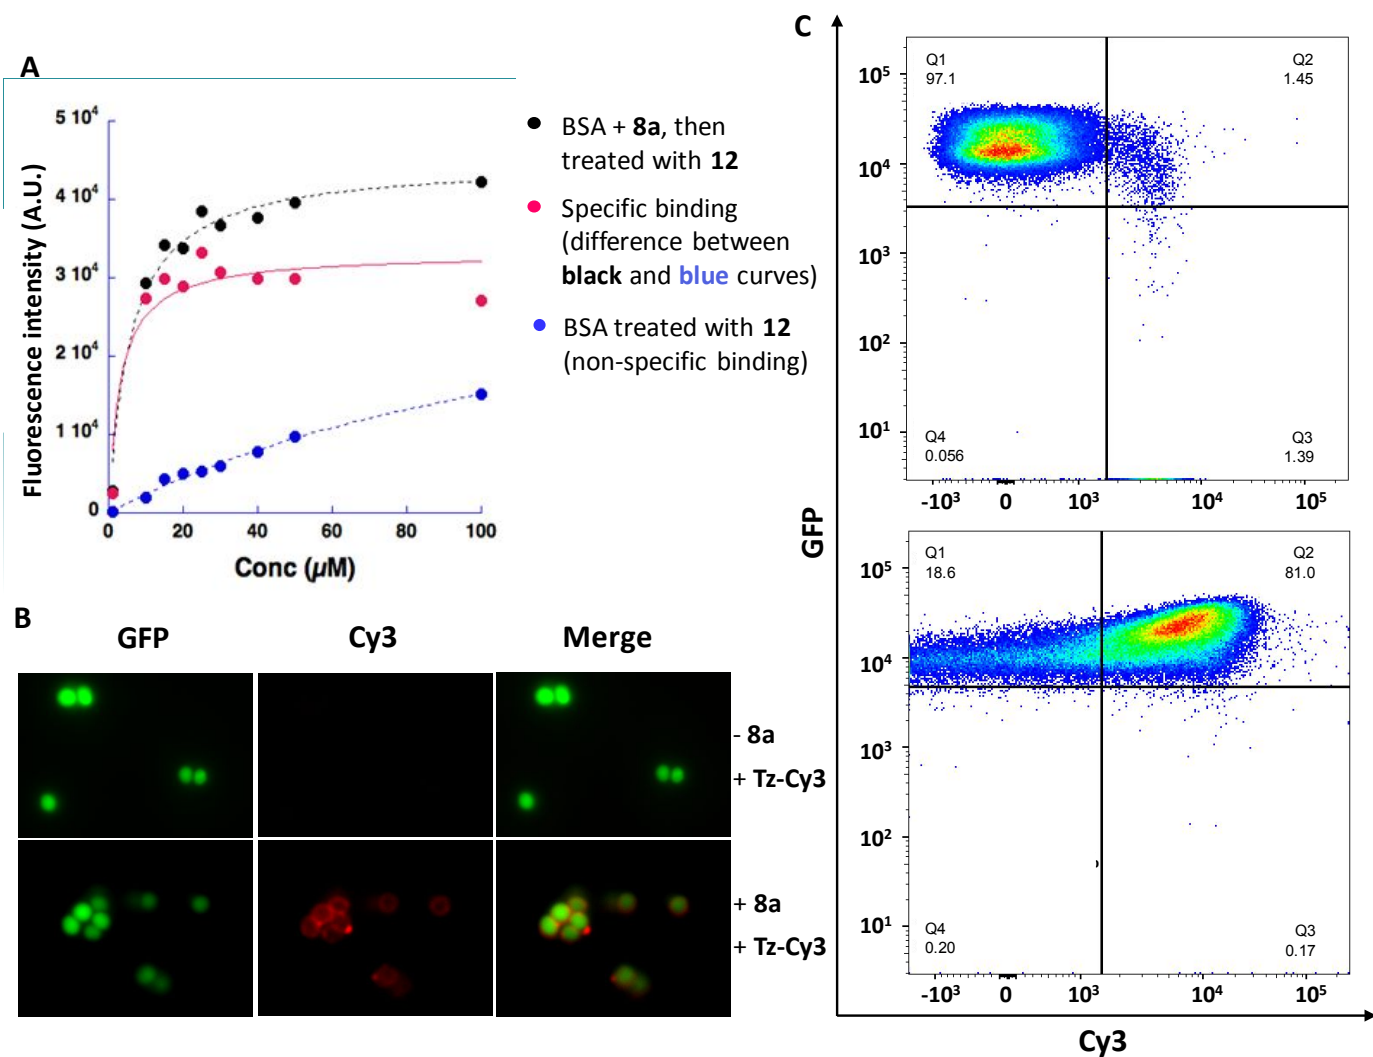 A
5 10⁴
4 10⁴
3 10⁴
2 10⁴
1 10⁴
0
0 20 40 60 80 100
Fluorescence intensity (A.U.)
Conc (µM)
BSA + 8a, then
treated with 12
Specific binding
(difference between
black and blue curves)
BSA treated with 12
(non-specific binding)
B
GFP Cy3 Merge
- 8a
+ Tz-Cy3
+ 8a
+ Tz-Cy3
C
Q1
97.1
Q2
1.45
Q4
0.056
Q3
1.39
10⁵
10⁴
10³
10²
10¹
-10³ 0 10³ 10⁴ 10⁵
GFP
Q1
18.6
Q2
81.0
Q4
0.20
Q3
0.17
10⁵
10⁴
10³
10²
10¹
-10³ 0 10³ 10⁴ 10⁵
Cy3